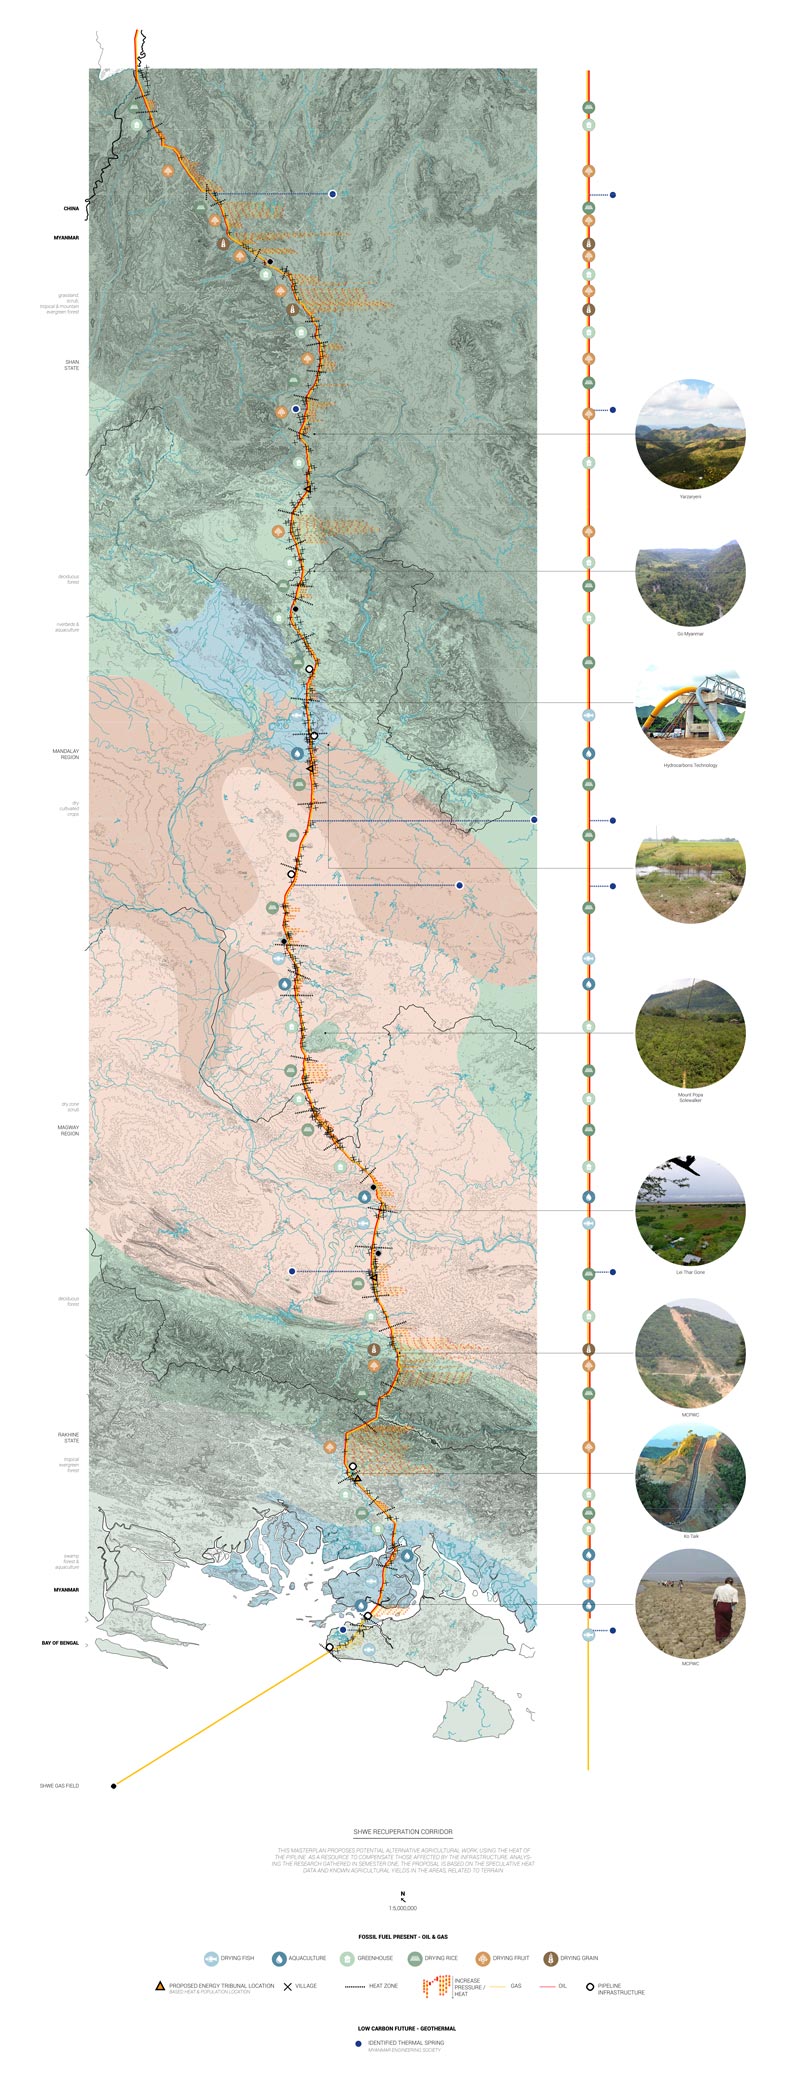 CHINA
MYANMAR
grassland,
scrub,
tropical & mountain
evergreen forest
SHAN
STATE
Yarzaryeni
deciduous
forest
Go Myanmar
riverbeds &
aquaculture
MANDALAY
REGION
Hydrocarbons Technology
dry
cultivated
crops
Mount Popa
Solewalker
dry zone
scrub
MAGWAY
REGION
Lei Thar Gone
deciduous
forest
MCPWC
RAKHINE
STATE
tropical
evergreen
forest
Ko Taik
swamp
forest &
aquaculture
MYANMAR
BAY OF BENGAL
MCPWC
SHWE GAS FIELD
SHWE RECUPERATION CORRIDOR
THIS MASTERPLAN PROPOSES POTENTIAL ALTERNATIVE AGRICULTURAL WORK, USING THE HEAT OF
THE PIPLINE AS A RESOURCE TO COMPENSATE THOSE AFFECTED BY THE INFRASTRUCTURE. ANALYS-
ING THE RESEARCH GATHERED IN SEMESTER ONE, THE PROPOSAL IS BASED ON THE SPECULATIVE HEAT
DATA AND KNOWN AGRICULTURAL FIELDS IN THE AREAS, RELATED TO TERRAIN
N
1:5,000,000
FOSSIL FUEL PRESENT - OIL & GAS
DRYING FISH AQUACULTURE GREENHOUSE DRYING RICE DRYING FRUIT DRYING GRAIN
PROPOSED ENERGY TRIBUNAL LOCATION
BASED HEAT & POPULATION LOCATION
VILLAGE
HEAT ZONE
INCREASE
PRESSURE /
HEAT
GAS
OIL
PIPELINE
INFRASTRUCTURE
LOW CARBON FUTURE - GEOTHERMAL
IDENTIFIED THERMAL SPRING
MYANMAR ENGINEERING SOCIETY